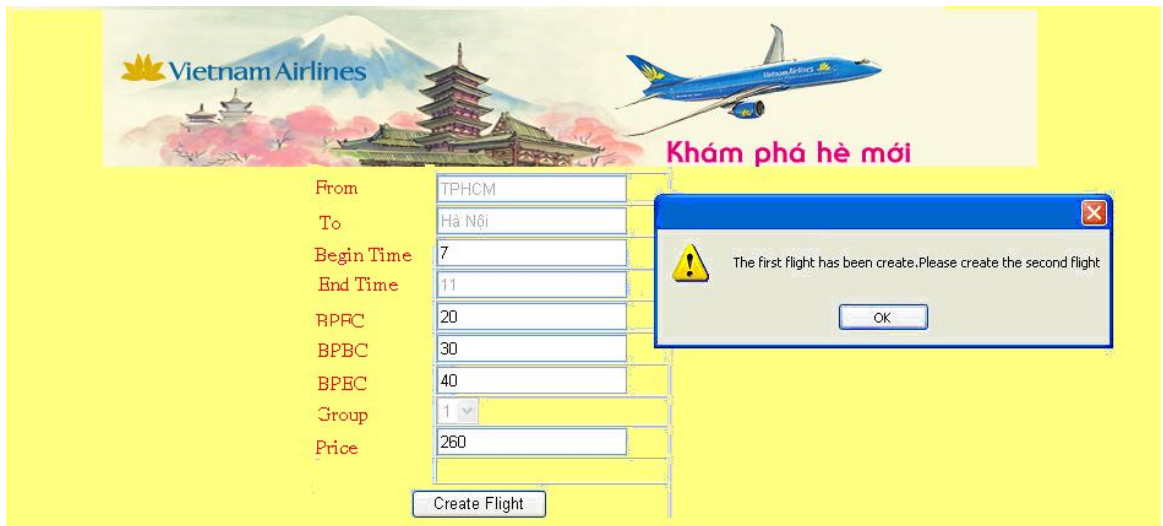 Vietnam Airlines
Vietnam Airlines
Khám phá hè mới
From TPHCM
To Hà Nội
Begin Time 7
End Time 11
BPFC 20
BPBC 30
BPEC 40
Group 1
Price 260
Create Flight
The first flight has been create.Please create the second flight
OK